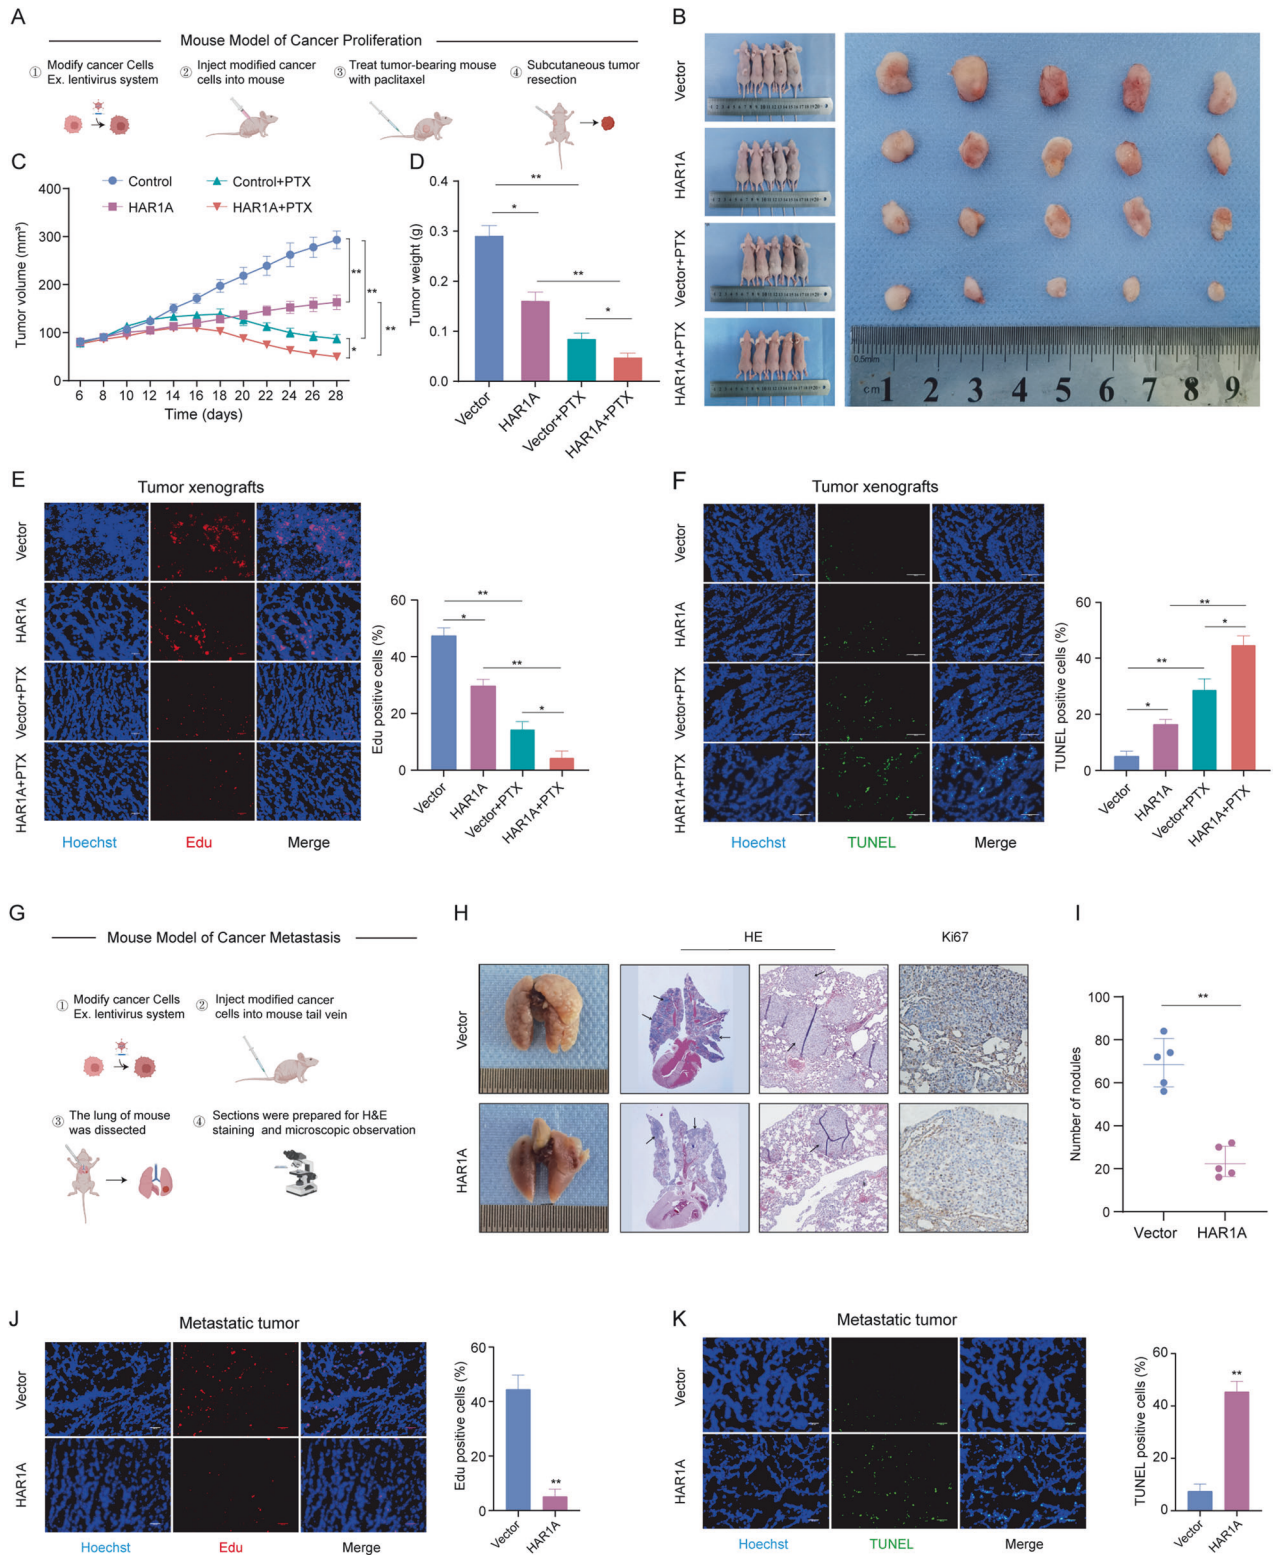 A
Mouse Model of Cancer Proliferation
① Modify cancer Cells
Ex. lentivirus system
② Inject modified cancer
cells into mouse
③ Treat tumor-bearing mouse
with paclitaxel
④ Subcutaneous tumor
resection
B
Vector
HAR1A
Vector+PTX
HAR1A+PTX
0.5mm
cm 1 2 3 4 5 6 7 8 9
C
Control
HAR1A
Control+PTX
HAR1A+PTX
Tumor volume (mm³)
400
300
200
100
0
6 8 10 12 14 16 18 20 22 24 26 28
Time (days)
**
**
**
*
D
Tumor weight (g)
0.4
0.3
0.2
0.1
0.0
**
*
**
*
Vector
HAR1A
Vector+PTX
HAR1A+PTX
E
Tumor xenografts
Vector
HAR1A
Vector+PTX
HAR1A+PTX
Hoechst
Edu
Merge
Edu positive cells (%)
60
40
20
0
**
*
**
*
Vector
HAR1A
Vector+PTX
HAR1A+PTX
F
Tumor xenografts
Vector
HAR1A
Vector+PTX
HAR1A+PTX
Hoechst
TUNEL
Merge
TUNEL positive cells (%)
60
40
20
0
**
*
**
*
Vector
HAR1A
Vector+PTX
HAR1A+PTX
G
Mouse Model of Cancer Metastasis
① Modify cancer Cells
Ex. lentivirus system
② Inject modified cancer
cells into mouse tail vein
③ The lung of mouse
was dissected
④ Sections were prepared for H&E
staining and microscopic observation
H
HE
Ki67
Vector
HAR1A
I
Number of nodules
100
80
60
40
20
0
**
Vector
HAR1A
J
Metastatic tumor
Vector
HAR1A
Hoechst
Edu
Merge
Edu positive cells (%)
60
40
20
0
**
Vector
HAR1A
K
Metastatic tumor
Vector
HAR1A
Hoechst
TUNEL
Merge
TUNEL positive cells (%)
60
40
20
0
**
Vector
HAR1A